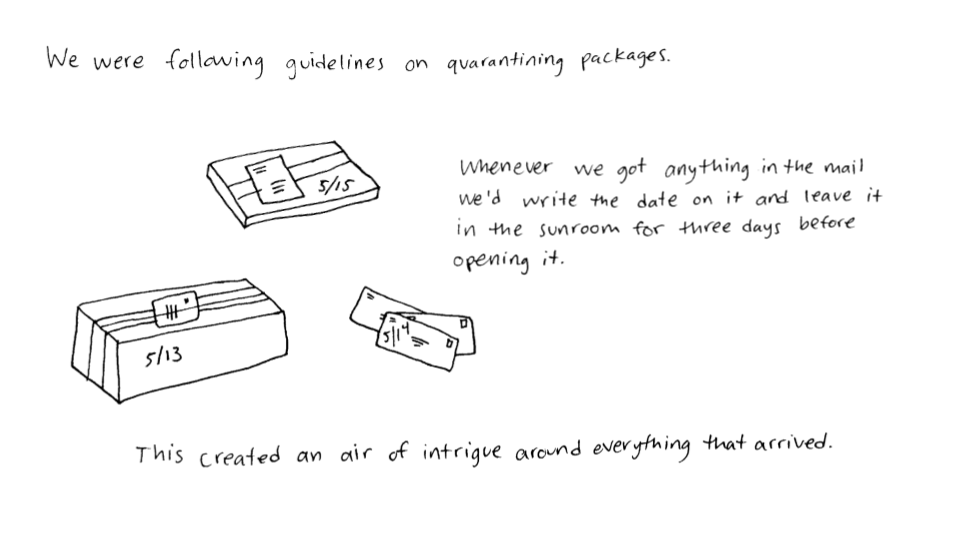 We were following guidelines on quarantining packages.
5/15
Whenever we got anything in the mail
we'd write the date on it and leave it
in the sunroom for three days before
opening it.
5/13
5/14
This created an air of intrigue around everything that arrived.